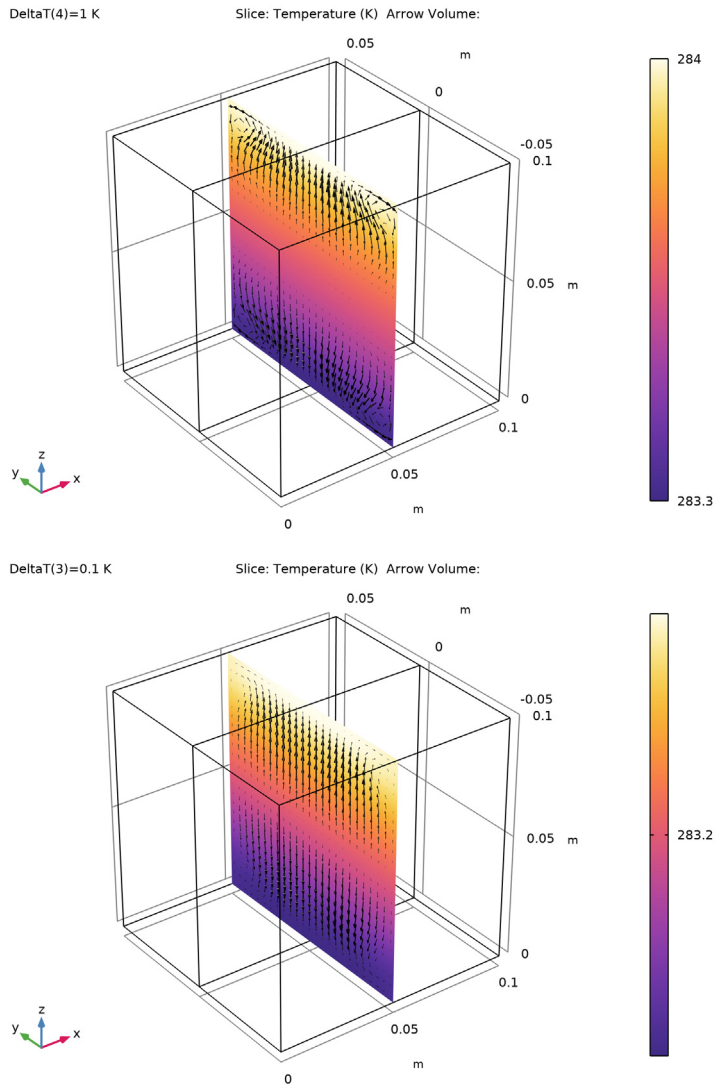 DeltaT(4)=1 K Slice: Temperature (K) Arrow Volume:
0.05
m
284
0
-0.05
0.1
0.05 m
0
0.1
z
y
x
0.05
283.3
m
0
DeltaT(3)=0.1 K Slice: Temperature (K) Arrow Volume:
0.05
m
0
-0.05
0.1
283.2
0.05 m
0
0.1
z
y
x
0.05
m
0